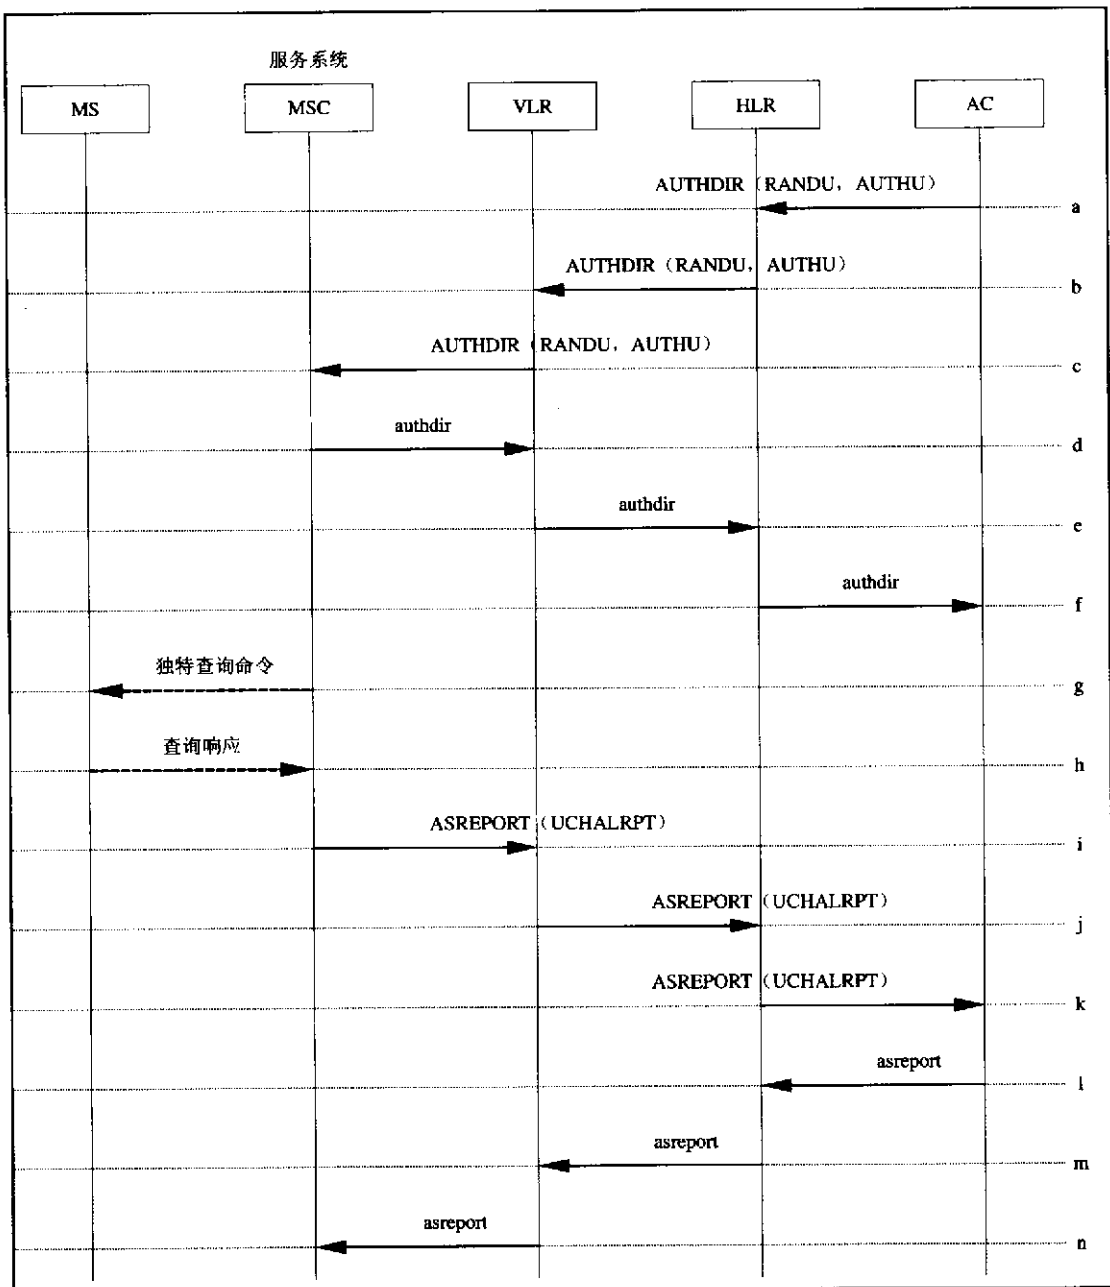 服务系统
MS MSC VLR HLR AC
AUTHDIR（RANDU，AUTHU）
a
AUTHDIR（RANDU，AUTHU）
b
AUTHDIR（RANDU，AUTHU）
c
authdir
d
authdir
e
authdir
f
独特查询命令
g
查询响应
h
ASREPORT（UCHALRPT）
i
ASREPORT（UCHALRPT）
j
ASREPORT（UCHALRPT）
k
asreport
l
asreport
m
asreport
n